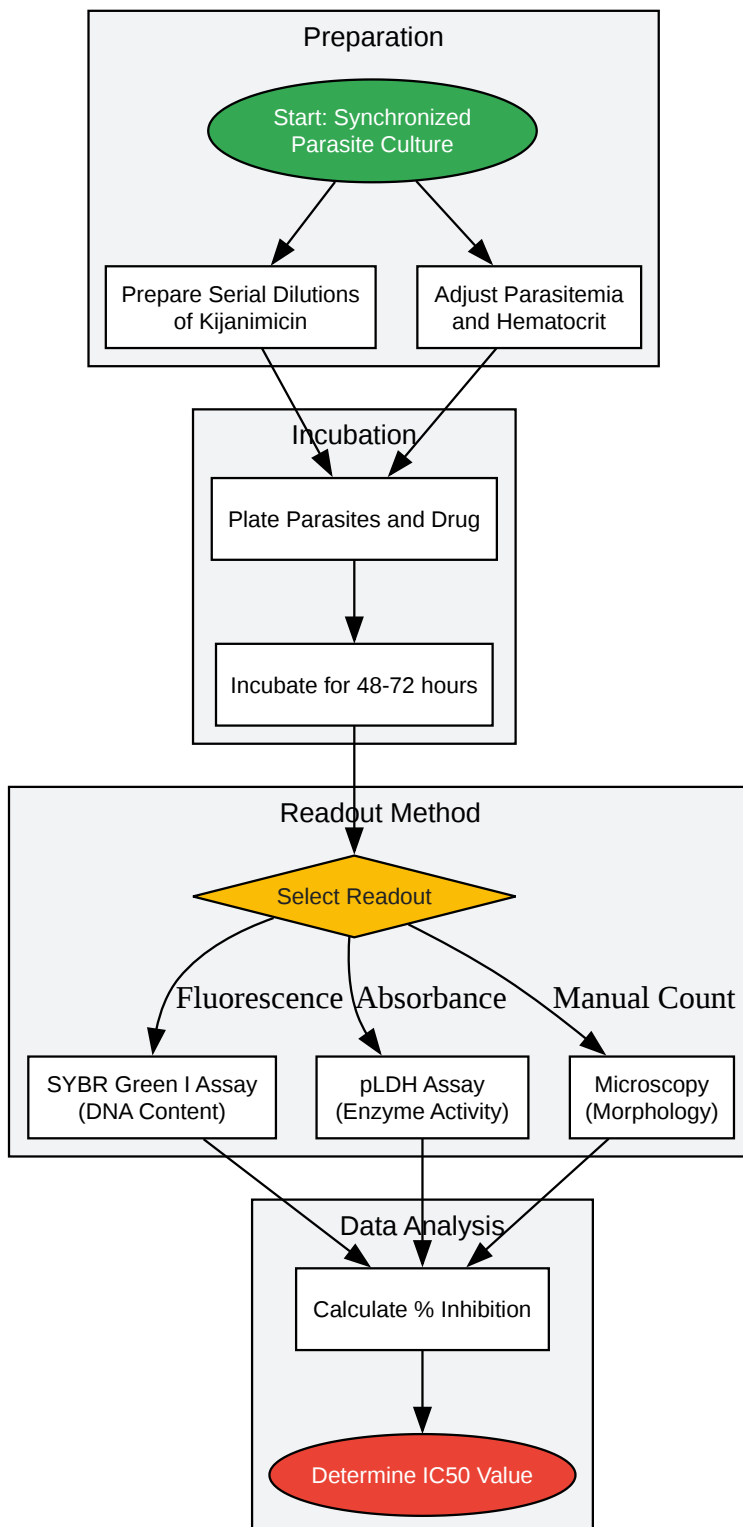 Preparation
Start: Synchronized
Parasite Culture
Prepare Serial Dilutions
of Kijanimicin
Adjust Parasitemia
and Hematocrit
Incubation
Plate Parasites and Drug
Incubate for 48-72 hours
Readout Method
Select Readout
Fluorescence
Absorbance
Manual Count
SYBR Green I Assay
(DNA Content)
pLDH Assay
(Enzyme Activity)
Microscopy
(Morphology)
Data Analysis
Calculate % Inhibition
Determine IC50 Value